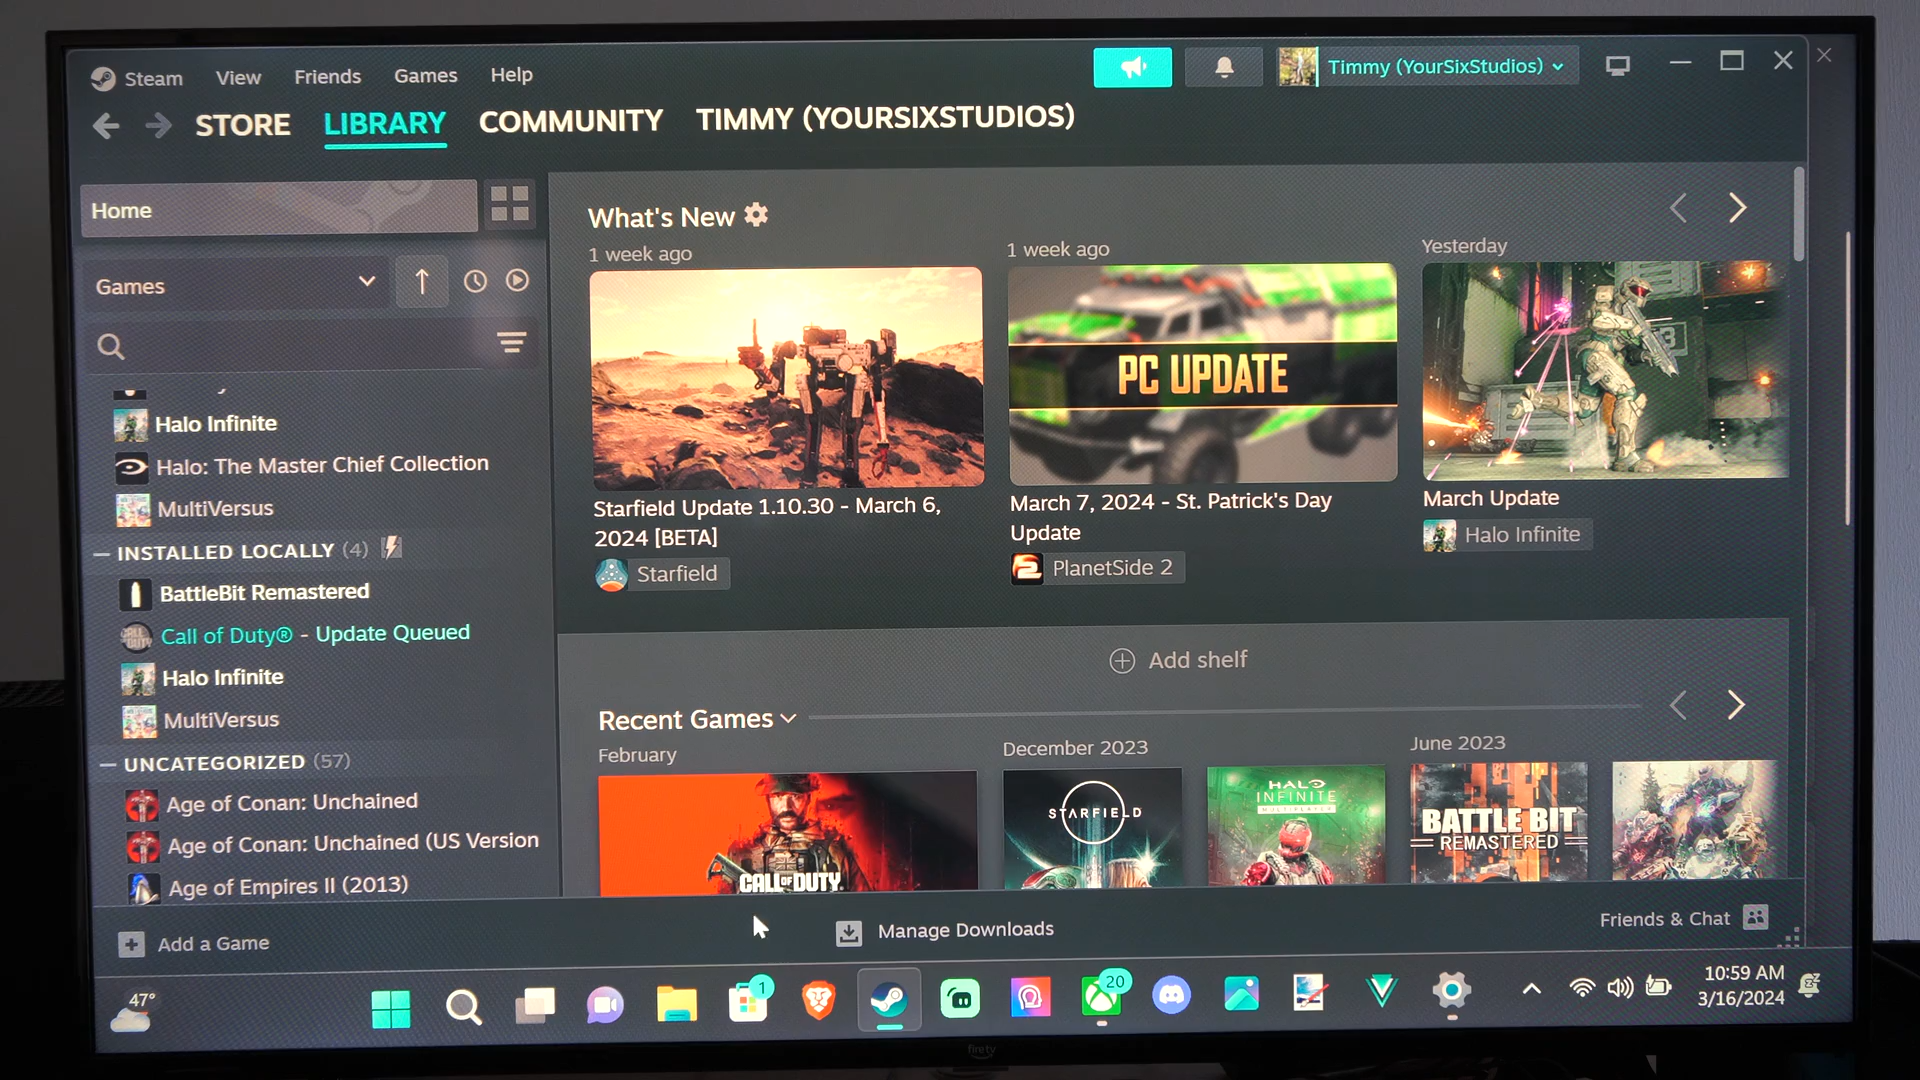 Steam View Friends Games Help
Timmy (YourSixStudios)
STORE LIBRARY COMMUNITY TIMMY (YOURSIXSTUDIOS)
Home
Games
Halo Infinite
Halo: The Master Chief Collection
MultiVersus
INSTALLED LOCALLY (4)
BattleBit Remastered
Call of Duty® - Update Queued
Halo Infinite
MultiVersus
UNCATEGORIZED (57)
Age of Conan: Unchained
Age of Conan: Unchained (US Version
Age of Empires II (2013)
Add a Game
What's New
1 week ago
Starfield Update 1.10.30 - March 6,
2024 [BETA]
Starfield
1 week ago
PC UPDATE
March 7, 2024 - St. Patrick's Day
Update
PlanetSide 2
Yesterday
March Update
Halo Infinite
Add shelf
Recent Games
February
CALL OF DUTY
December 2023
STARFIELD
HALO
INFINITE
MULTIPLAYER
June 2023
BATTLE BIT
REMASTERED
Manage Downloads
Friends & Chat
47°
1
20
10:59 AM
3/16/2024
firetv